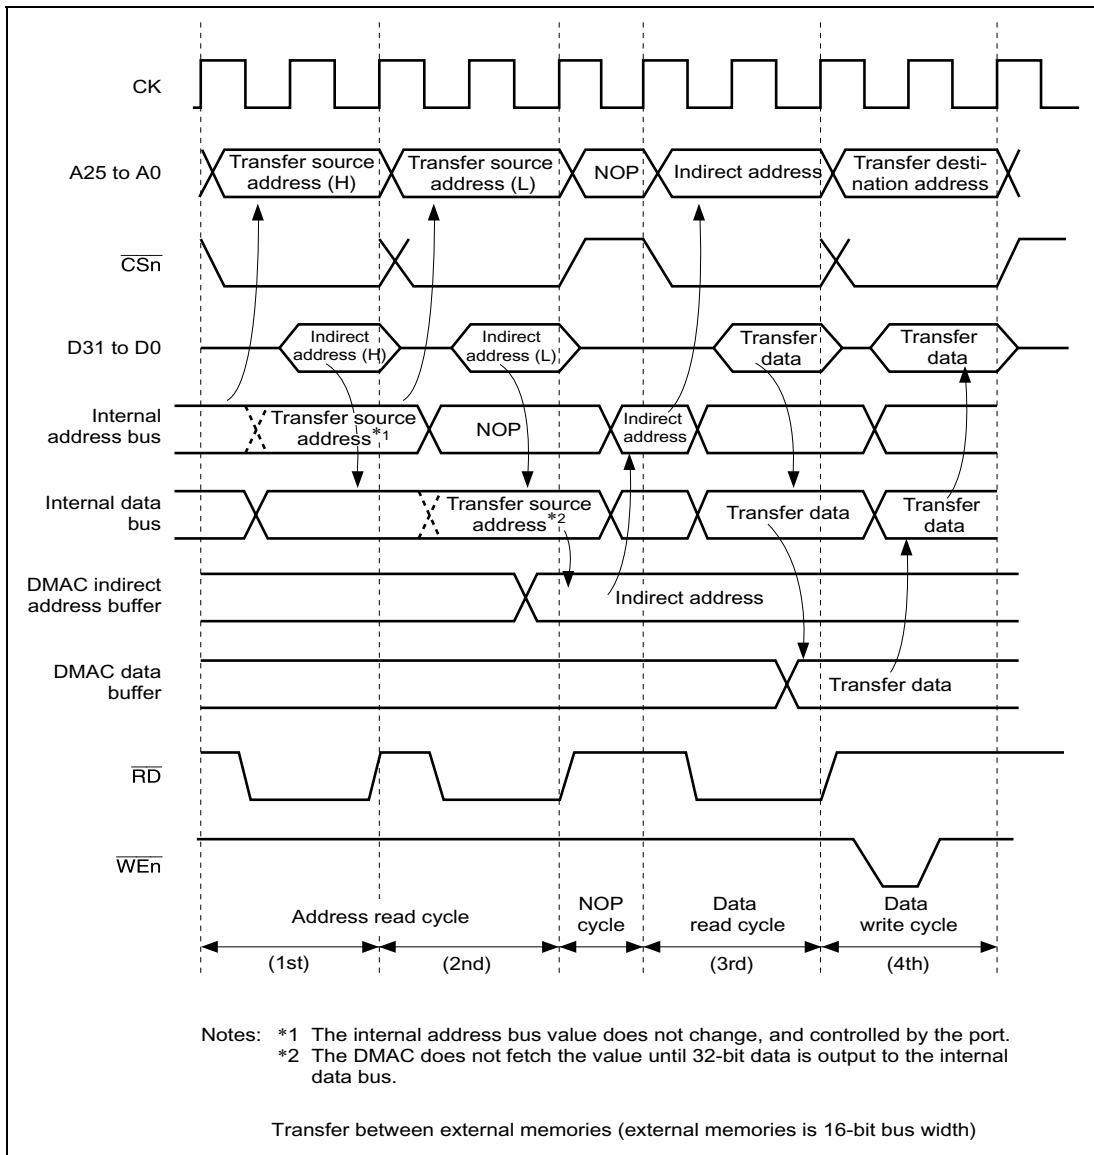 CK
A25 to A0
Transfer source
address (H)
Transfer source
address (L)
NOP
Indirect address
Transfer desti-
nation address
CSn
D31 to D0
Indirect
address (H)
Indirect
address (L)
Transfer
data
Transfer
data
Internal
address bus
Transfer source
address*1
NOP
Indirect
address
Internal data
bus
Transfer source
address*2
Transfer data
Transfer
data
DMAC indirect
address buffer
Indirect address
DMAC data
buffer
Transfer data
RD
WEn
Address read cycle
NOP
cycle
Data
read cycle
Data
write cycle
(1st)
(2nd)
(3rd)
(4th)
Notes: *1 The internal address bus value does not change, and controlled by the port.
*2 The DMAC does not fetch the value until 32-bit data is output to the internal
data bus.
Transfer between external memories (external memories is 16-bit bus width)